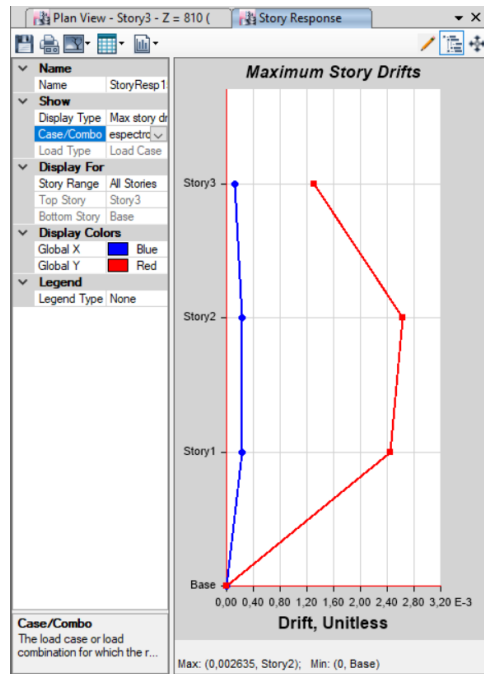 Plan View - Story3 - Z = 810 (
Story Response
Name
Name StoryResp1
Show
Display Type Max story dr
Case/Combo espectro
Load Type Load Case
Display For
Story Range All Stories
Top Story Story3
Bottom Story Base
Display Colors
Global X Blue
Global Y Red
Legend
Legend Type None
Case/Combo
The load case or load
combination for which the r...
Maximum Story Drifts
Story3
Story2
Story1
Base
0,00 0,40 0,80 1,20 1,60 2,00 2,40 2,80 3,20 E-3
Drift, Unitless
Max: (0,002635, Story2); Min: (0, Base)